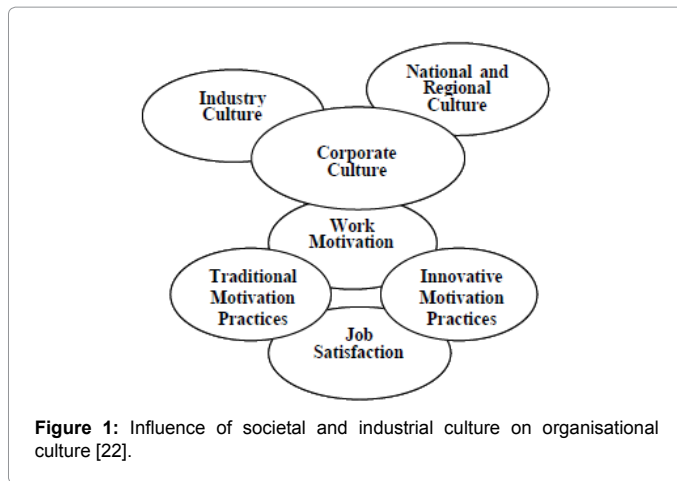 National and
Regional
Culture
Industry
Culture
Corporate
Culture
Work
Motivation
Traditional
Motivation
Practices
Innovative
Motivation
Practices
Job
Satisfaction
Figure 1: Influence of societal and industrial culture on organisational
culture [22].